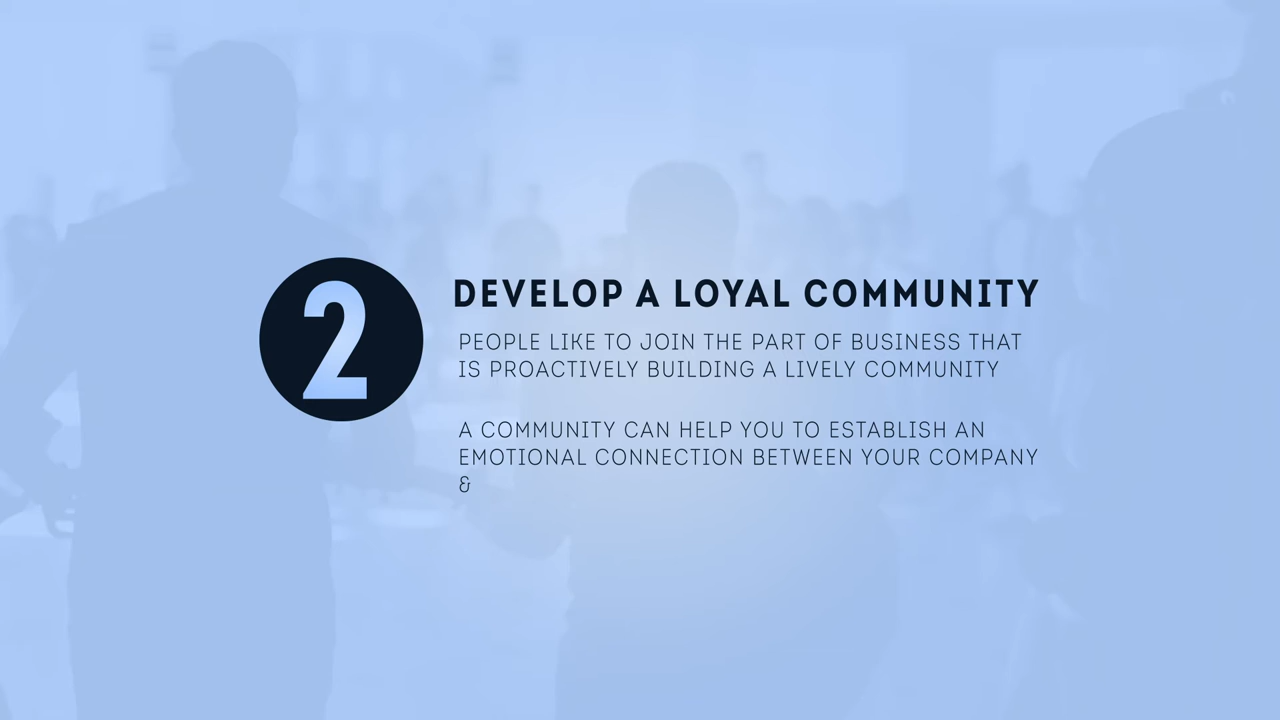 2
DEVELOP A LOYAL COMMUNITY
PEOPLE LIKE TO JOIN THE PART OF BUSINESS THAT
IS PROACTIVELY BUILDING A LIVELY COMMUNITY
A COMMUNITY CAN HELP YOU TO ESTABLISH AN
EMOTIONAL CONNECTION BETWEEN YOUR COMPANY
&